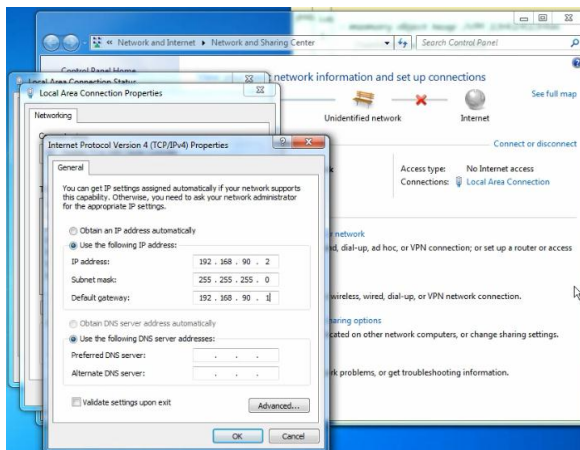 Network and Internet
Network and Sharing Center
Search Control Panel
Control Panel Home
network information and set up connections
Local Area Connection Status
See full map
Local Area Connection Properties
Unidentified network
Internet
Networking
Connect or disconnect
Internet Protocol Version 4 (TCP/IPv4) Properties
General
Access type: No Internet access
Connections: Local Area Connection
You can get IP settings assigned automatically if your network supports
this capability. Otherwise, you need to ask your network administrator
for the appropriate IP settings.
Obtain an IP address automatically
Use the following IP address:
IP address: 192 . 168 . 90 . 2
Subnet mask: 255 . 255 . 255 . 0
Default gateway: 192 . 168 . 90 . 1
Obtain DNS server address automatically
Use the following DNS server addresses:
Preferred DNS server: . . .
Alternate DNS server: . . .
Validate settings upon exit
Advanced...
OK
Cancel
network
dial-up, ad hoc, or VPN connection; or set up a router or access
wireless, wired, dial-up, or VPN network connection.
sharing options
cated on other network computers, or change sharing settings.
problems, or get troubleshooting information.